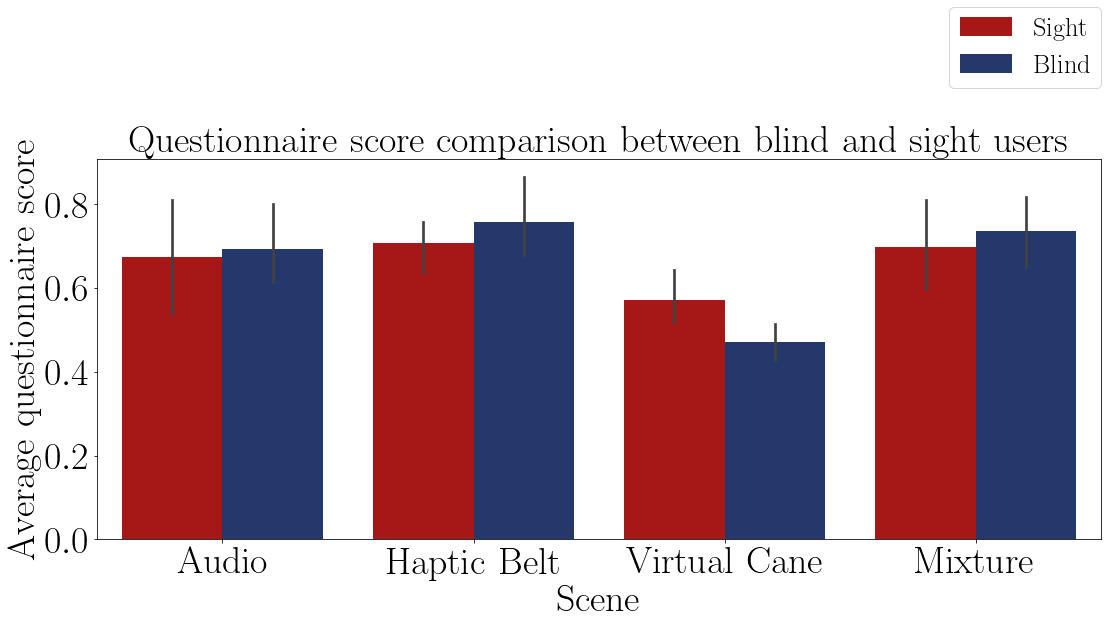 Sight
Blind
Questionnaire score comparison between blind and sight users
Average questionnaire score
0.8
0.6
0.4
0.2
0.0
Audio
Haptic Belt
Virtual Cane
Mixture
Scene